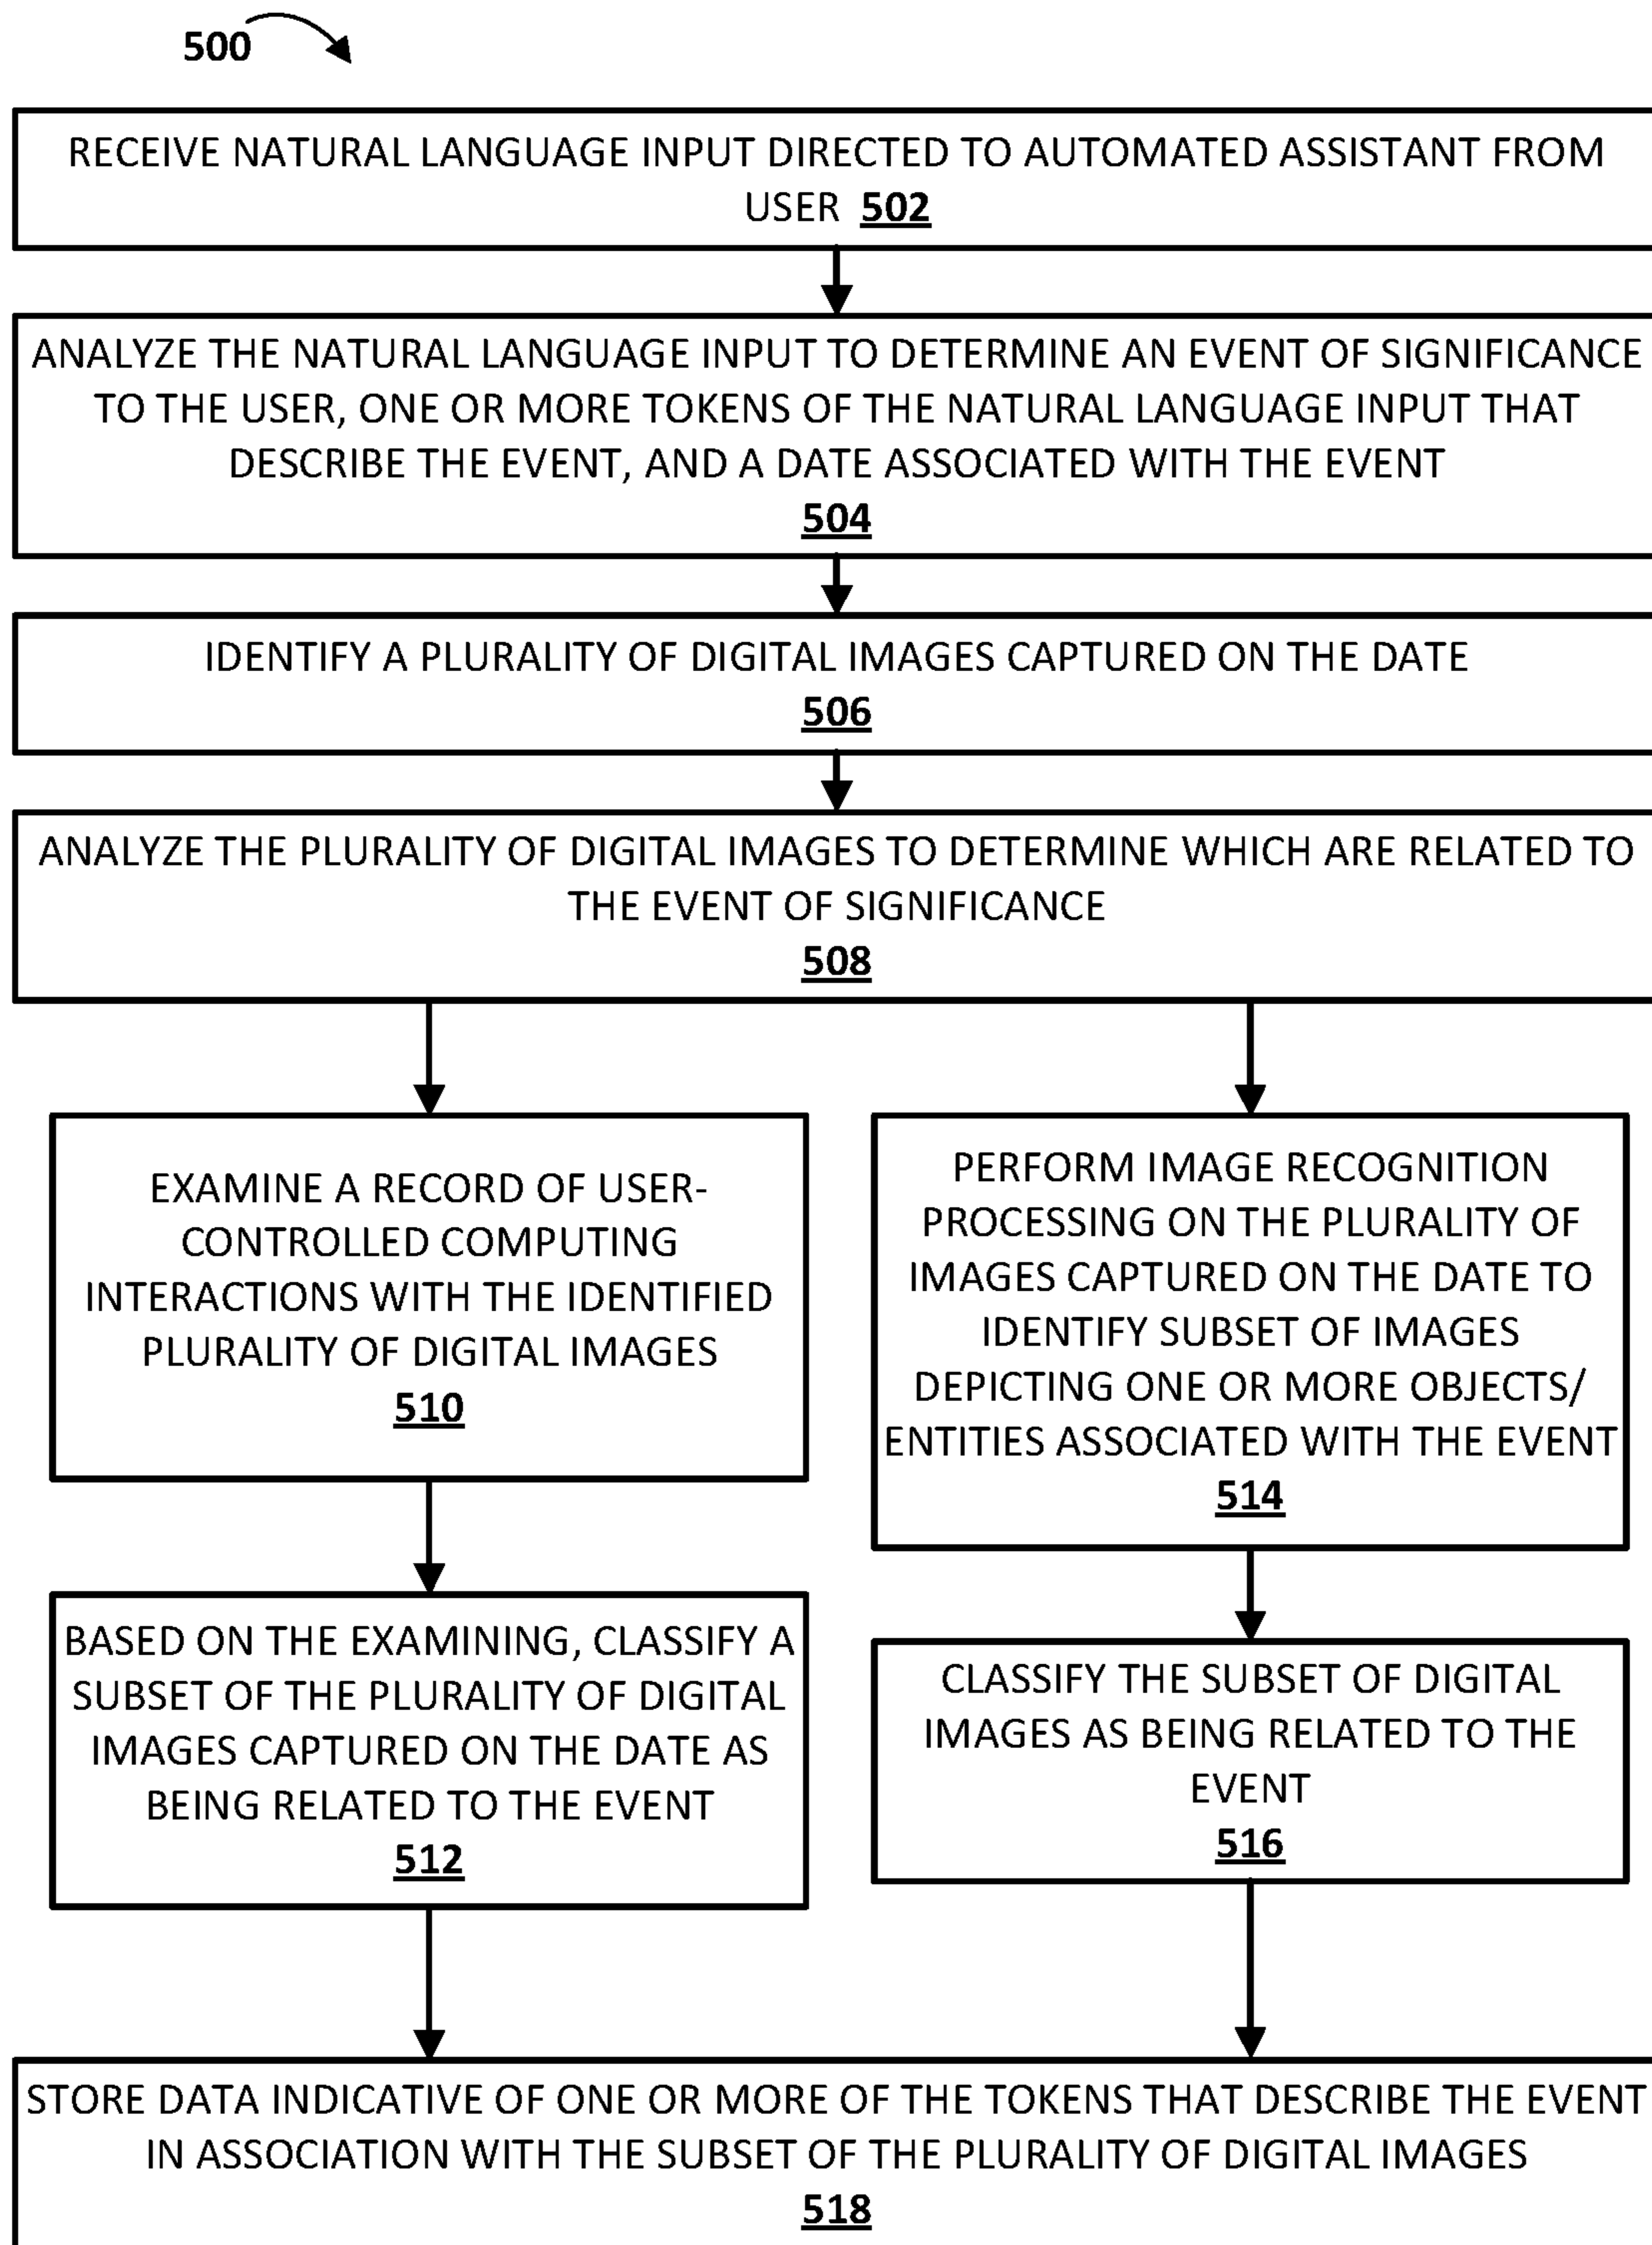 500
RECEIVE NATURAL LANGUAGE INPUT DIRECTED TO AUTOMATED ASSISTANT FROM
USER 502
ANALYZE THE NATURAL LANGUAGE INPUT TO DETERMINE AN EVENT OF SIGNIFICANCE
TO THE USER, ONE OR MORE TOKENS OF THE NATURAL LANGUAGE INPUT THAT
DESCRIBE THE EVENT, AND A DATE ASSOCIATED WITH THE EVENT
504
IDENTIFY A PLURALITY OF DIGITAL IMAGES CAPTURED ON THE DATE
506
ANALYZE THE PLURALITY OF DIGITAL IMAGES TO DETERMINE WHICH ARE RELATED TO
THE EVENT OF SIGNIFICANCE
508
EXAMINE A RECORD OF USER-
CONTROLLED COMPUTING
INTERACTIONS WITH THE IDENTIFIED
PLURALITY OF DIGITAL IMAGES
510
BASED ON THE EXAMINING, CLASSIFY A
SUBSET OF THE PLURALITY OF DIGITAL
IMAGES CAPTURED ON THE DATE AS
BEING RELATED TO THE EVENT
512
PERFORM IMAGE RECOGNITION
PROCESSING ON THE PLURALITY OF
IMAGES CAPTURED ON THE DATE TO
IDENTIFY SUBSET OF IMAGES
DEPICTING ONE OR MORE OBJECTS/
ENTITIES ASSOCIATED WITH THE EVENT
514
CLASSIFY THE SUBSET OF DIGITAL
IMAGES AS BEING RELATED TO THE
EVENT
516
STORE DATA INDICATIVE OF ONE OR MORE OF THE TOKENS THAT DESCRIBE THE EVENT
IN ASSOCIATION WITH THE SUBSET OF THE PLURALITY OF DIGITAL IMAGES
518